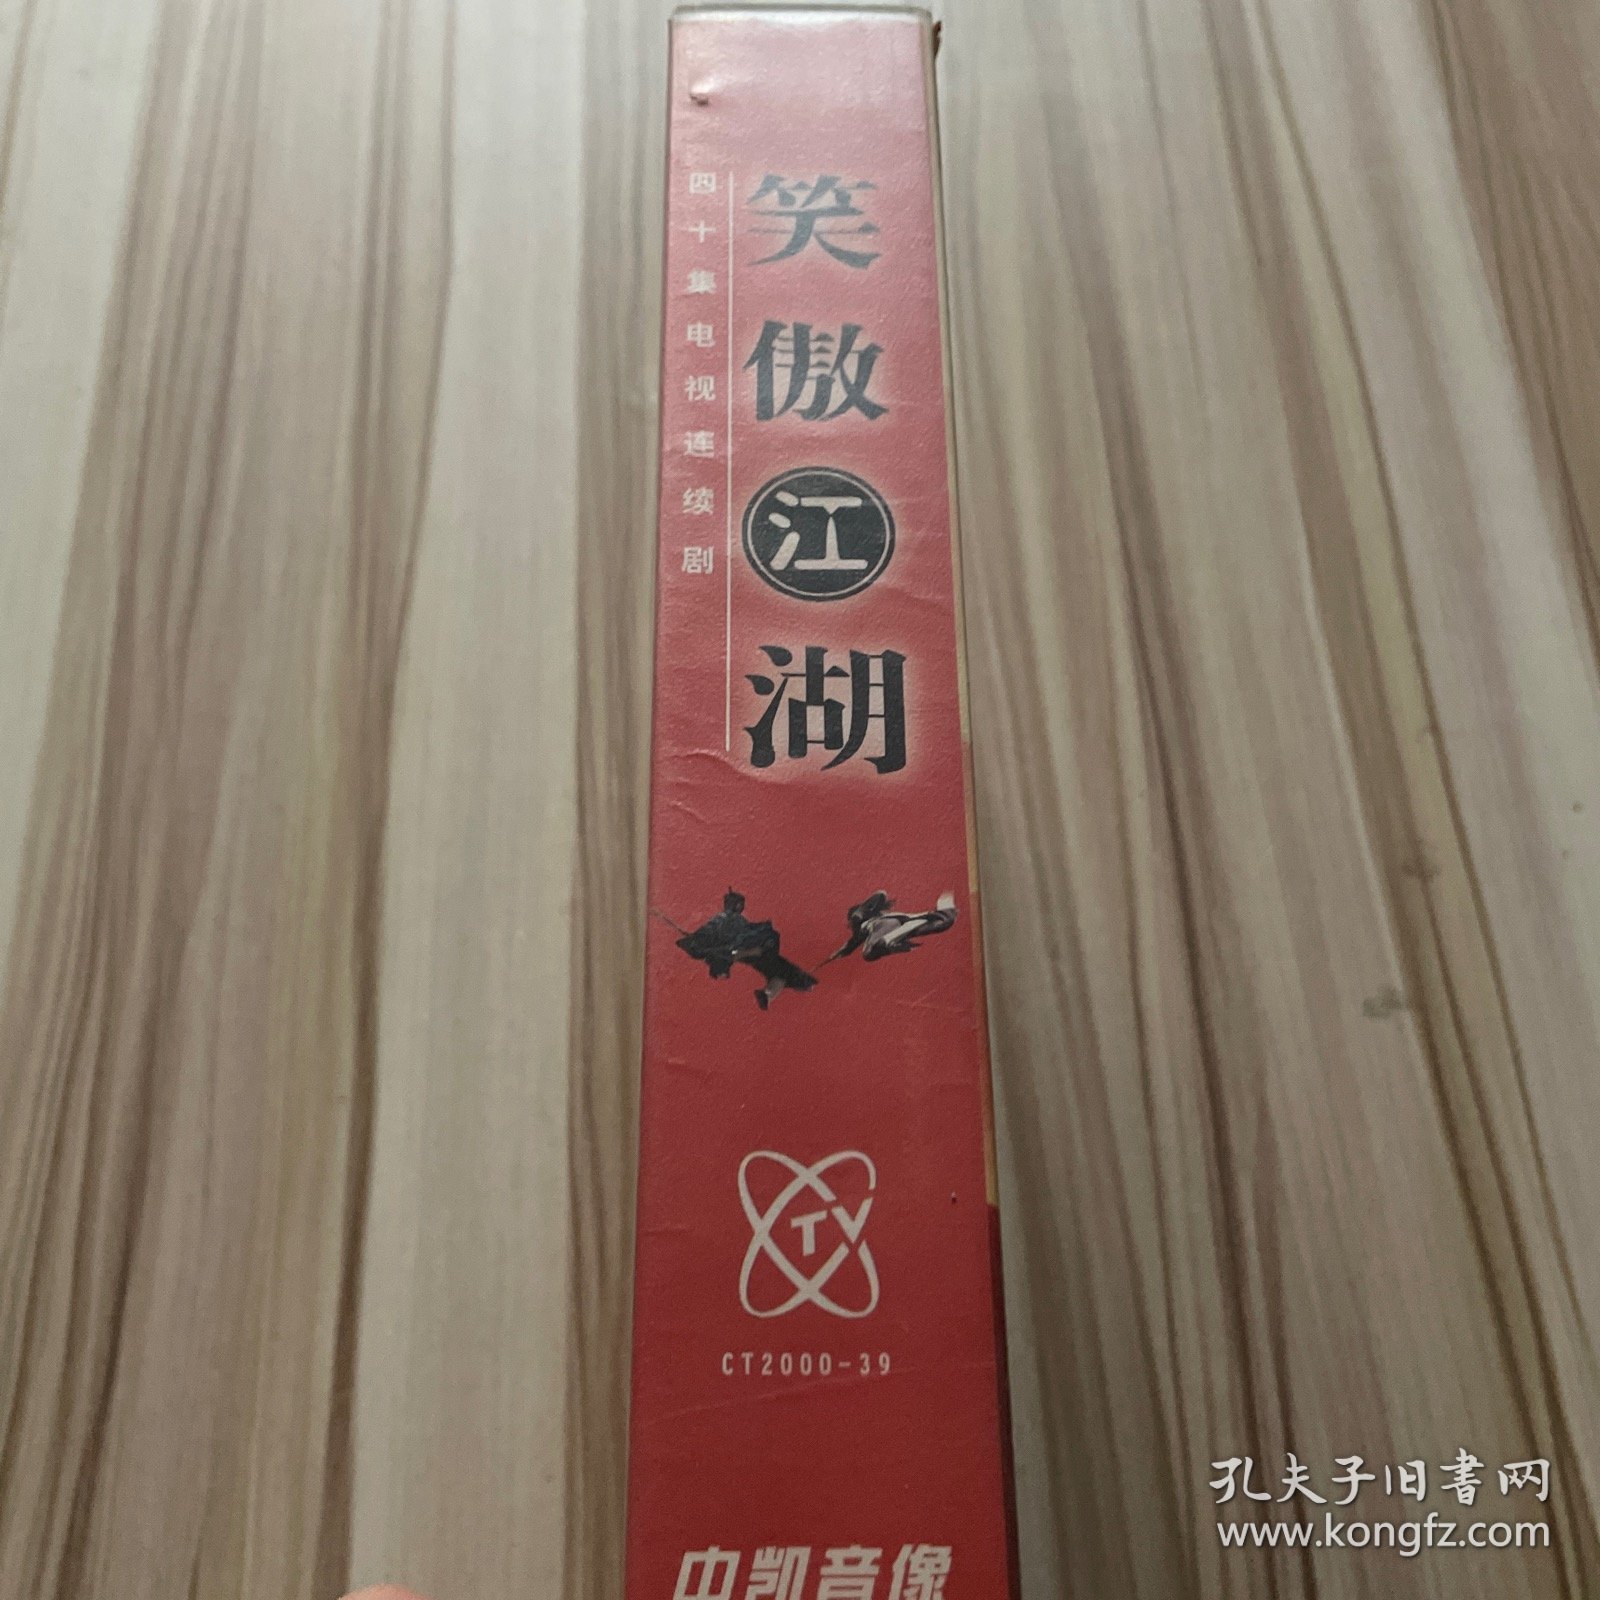 笑傲江湖
四十集电视连续剧
TV
CT2000-39
中凯音像
孔夫子旧书网
www.kongfz.com